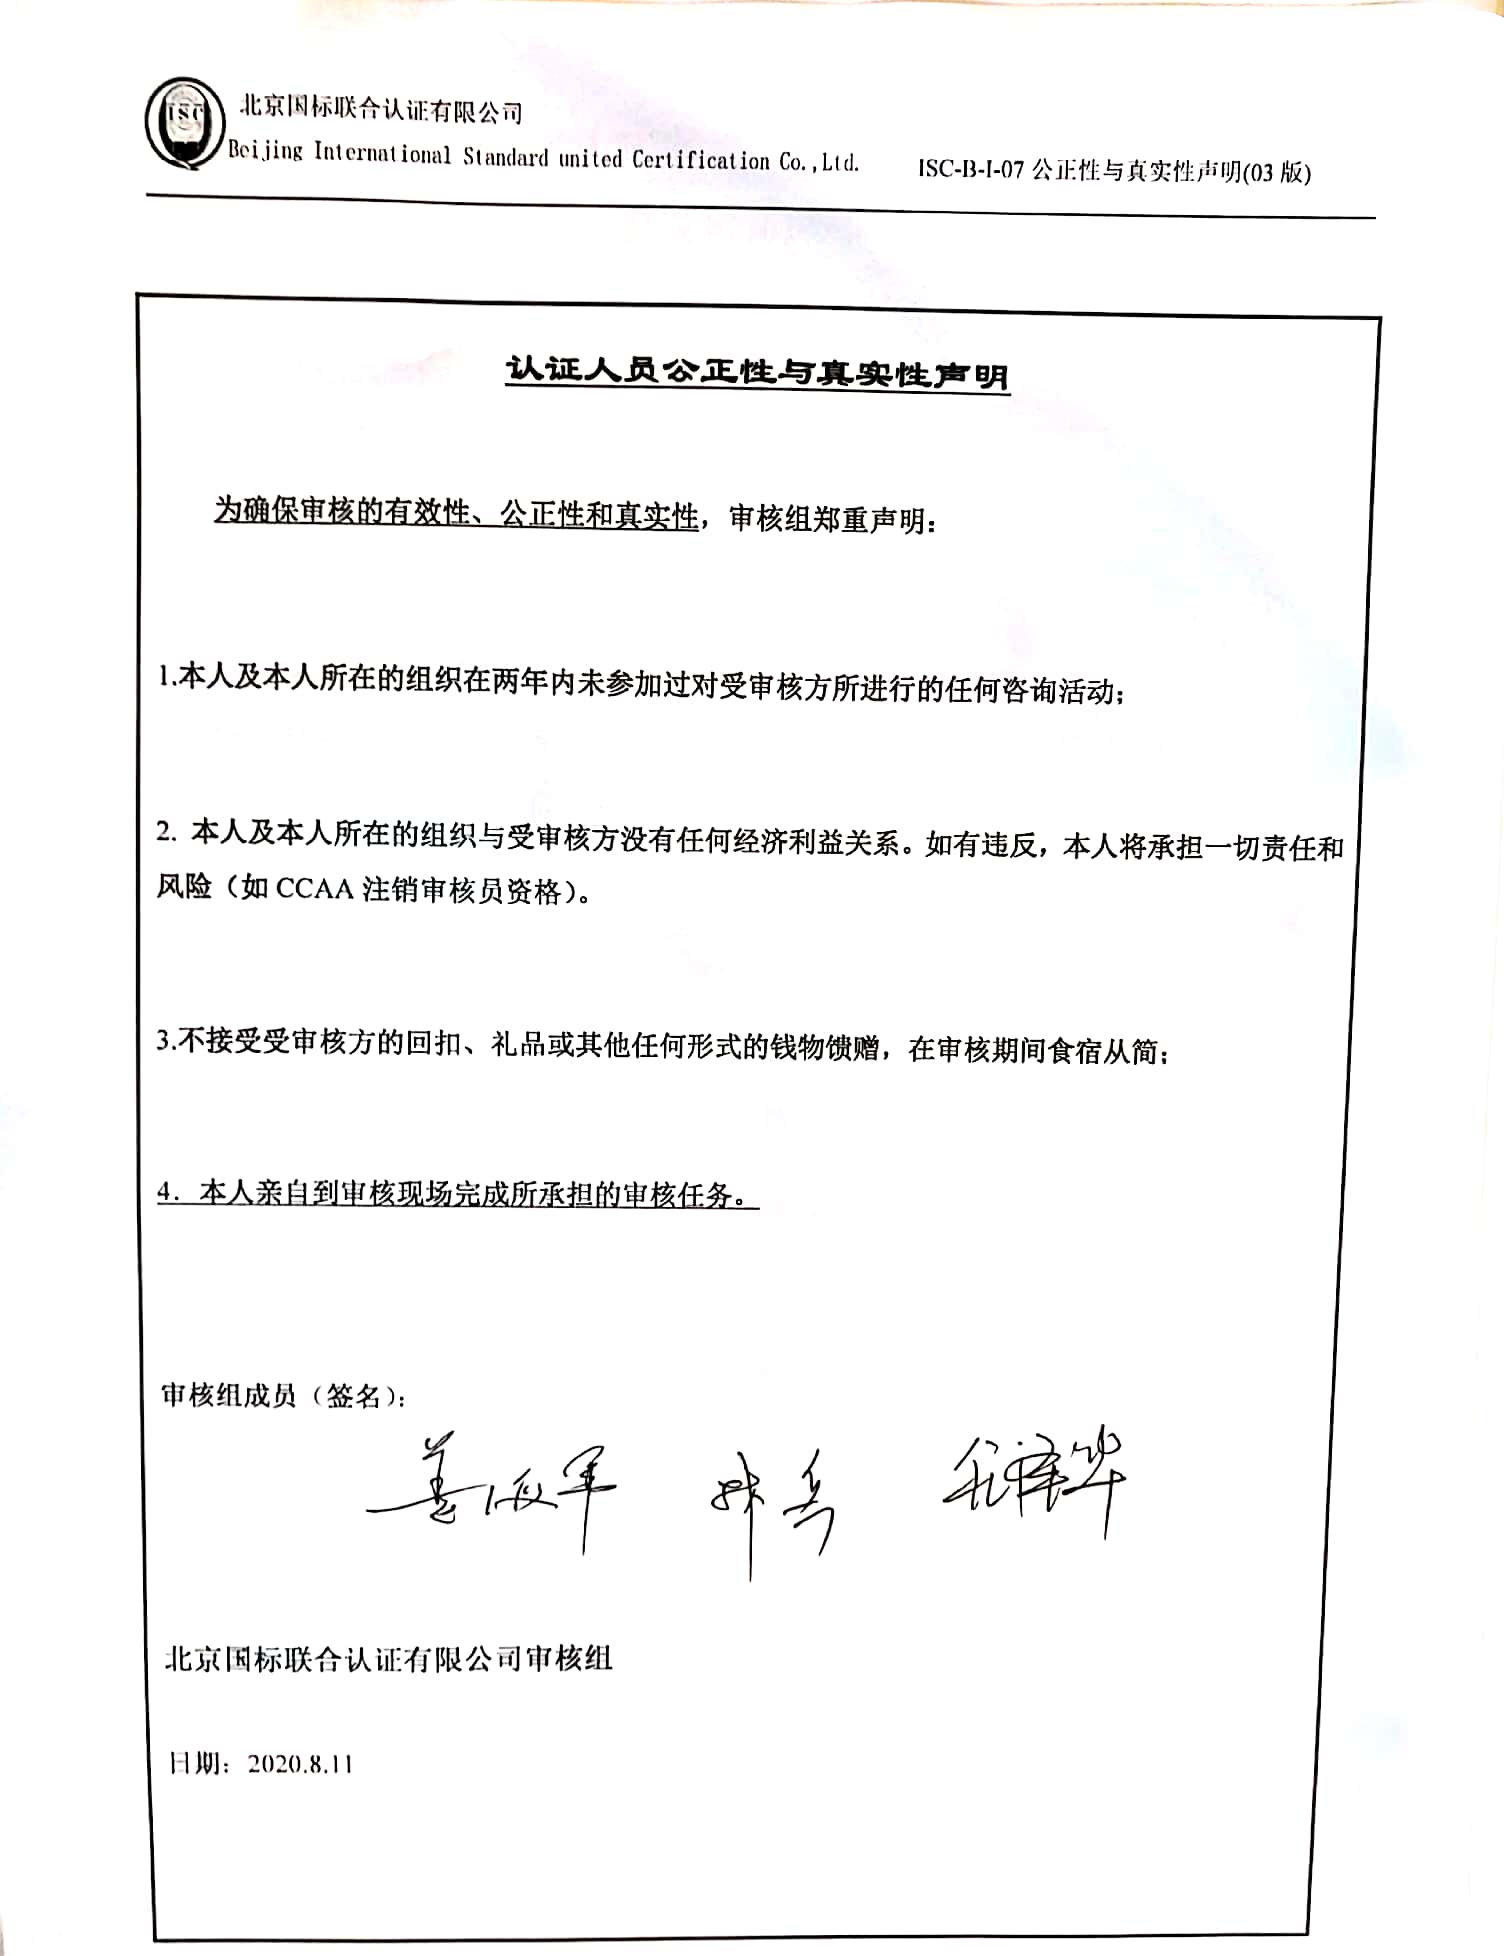 ISC
北京国标联合认证有限公司
Beijing International Standard united Certification Co.,Ltd.
ISC-B-I-07 公正性与真实性声明(03 版)
认证人员公正性与真实性声明
为确保审核的有效性、公正性和真实性，审核组郑重声明：
1.本人及本人所在的组织在两年内未参加过对受审核方所进行的任何咨询活动；
2. 本人及本人所在的组织与受审核方没有任何经济利益关系。如有违反，本人将承担一切责任和
风险（如 CCAA 注销审核员资格）。
3.不接受受审核方的回扣、礼品或其他任何形式的钱物馈赠，在审核期间食宿从简；
4．本人亲自到审核现场完成所承担的审核任务。
审核组成员（签名）：
北京国标联合认证有限公司审核组
日期：2020.8.11